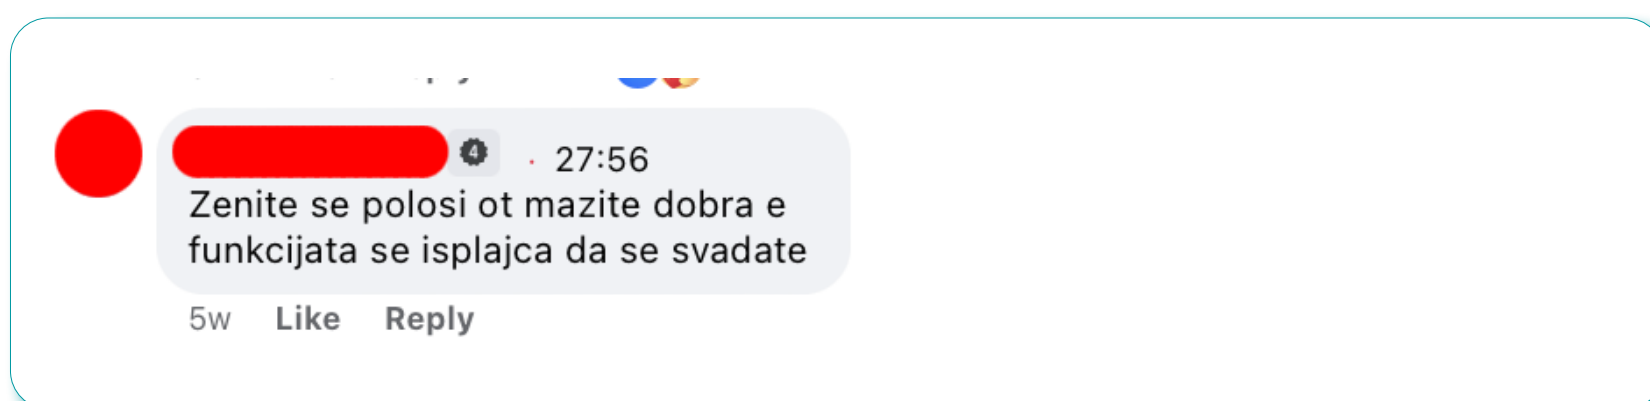 4 · 27:56
Zenite se polosi ot mazite dobra e
funkcijata se isplajca da se svadate
5w Like Reply